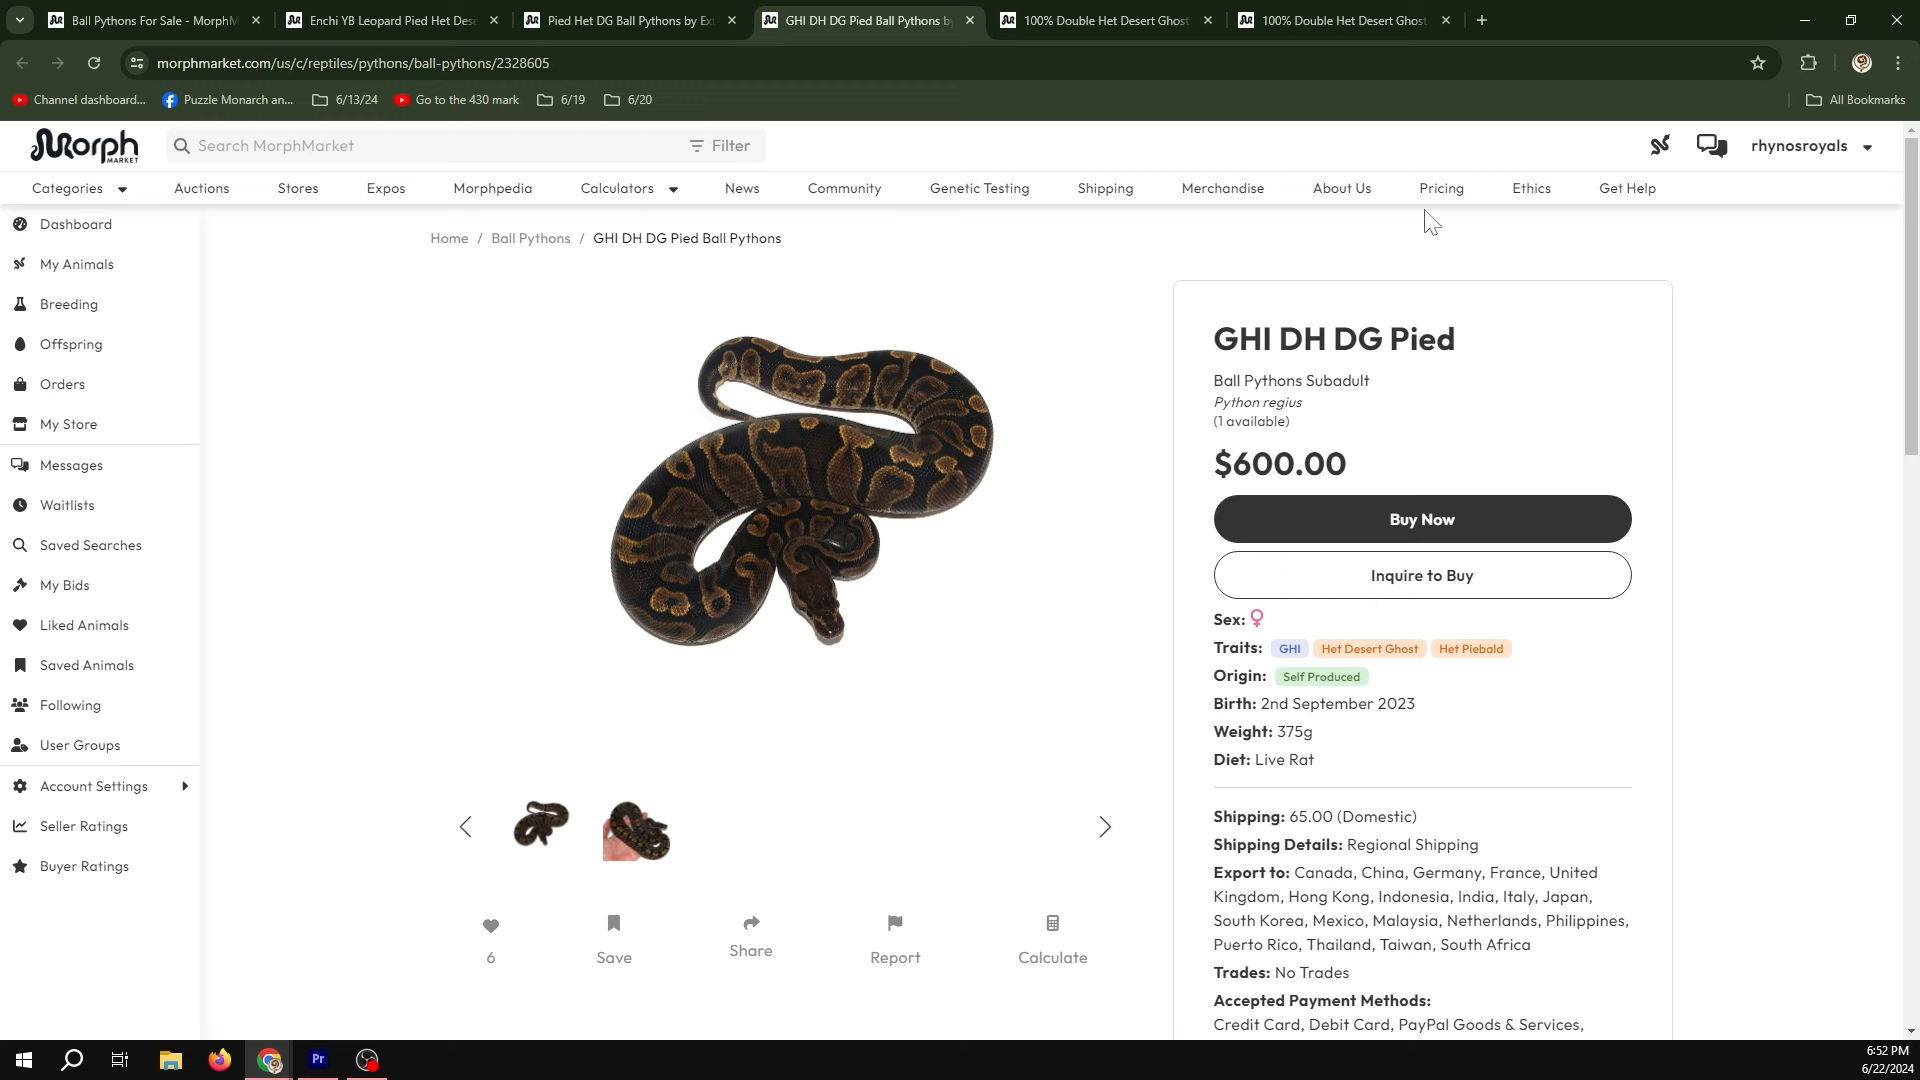 Ball Pythons For Sale - MorphM
Enchi YB Leopard Pied Het Dese
Pied Het DG Ball Pythons by Ex
GHI DH DG Pied Ball Pythons by
100% Double Het Desert Ghost
100% Double Het Desert Ghost
morphmarket.com/us/c/reptiles/pythons/ball-pythons/2328605
Channel dashboard...
Puzzle Monarch an...
6/13/24
Go to the 430 mark
6/19
6/20
All Bookmarks
Morph
MARKET
Search MorphMarket
Filter
rhynosroyals
Categories
Auctions
Stores
Expos
Morphpedia
Calculators
News
Community
Genetic Testing
Shipping
Merchandise
About Us
Pricing
Ethics
Get Help
Dashboard
My Animals
Breeding
Offspring
Orders
My Store
Messages
Waitlists
Saved Searches
My Bids
Liked Animals
Saved Animals
Following
User Groups
Account Settings
Seller Ratings
Buyer Ratings
Home / Ball Pythons / GHI DH DG Pied Ball Pythons
6
Save
Share
Report
Calculate
GHI DH DG Pied
Ball Pythons Subadult
Python regius
(1 available)
$600.00
Buy Now
Inquire to Buy
Sex: ♀
Traits: GHI Het Desert Ghost Het Piebald
Origin: Self Produced
Birth: 2nd September 2023
Weight: 375g
Diet: Live Rat
Shipping: 65.00 (Domestic)
Shipping Details: Regional Shipping
Export to: Canada, China, Germany, France, United
Kingdom, Hong Kong, Indonesia, India, Italy, Japan,
South Korea, Mexico, Malaysia, Netherlands, Philippines,
Puerto Rico, Thailand, Taiwan, South Africa
Trades: No Trades
Accepted Payment Methods:
Credit Card, Debit Card, PayPal Goods & Services,
Pr
6:52 PM
6/22/2024